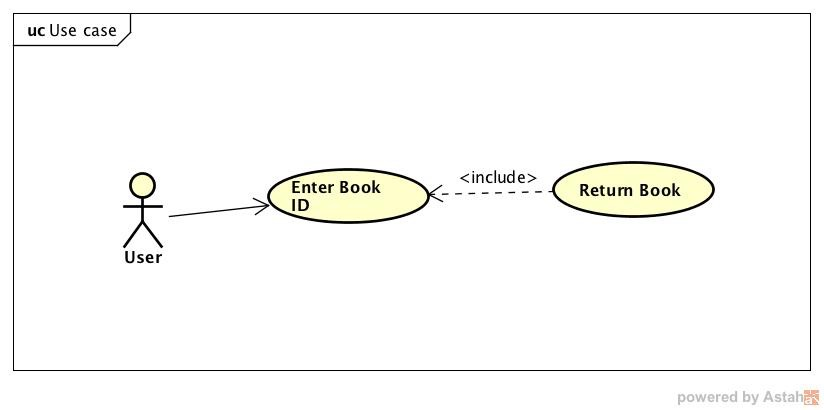 uc Use case
<include>
Enter Book
ID
Return Book
User
powered by Astah